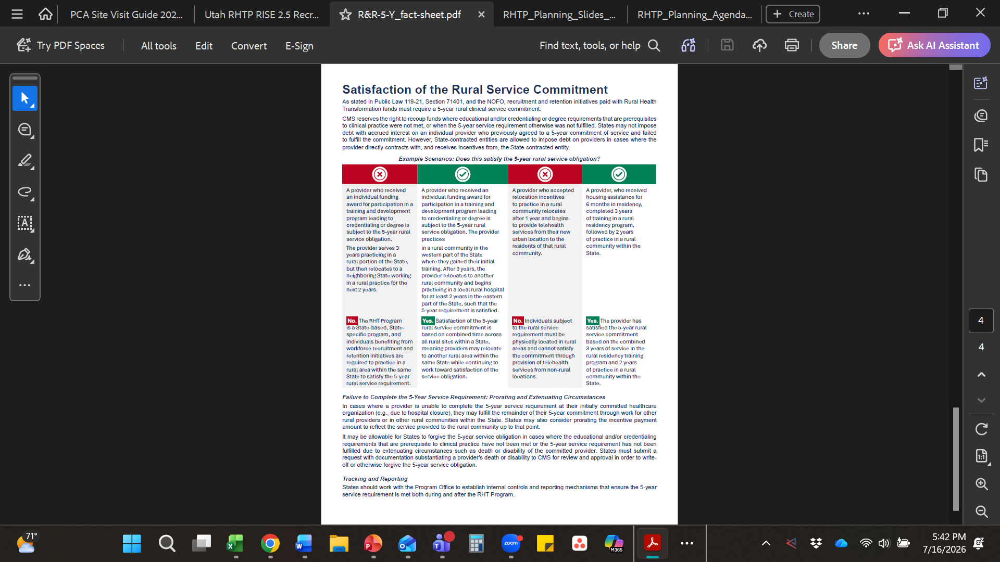 PCA Site Visit Guide 202...
Utah RHTP RISE 2.5 Recr...
R&R-5-Y_fact-sheet.pdf
RHTP_Planning_Slides_...
RHTP_Planning_Agenda...
Create
Try PDF Spaces
All tools
Edit
Convert
E-Sign
Find text, tools, or help
Share
Ask AI Assistant
Satisfaction of the Rural Service Commitment
As stated in Public Law 119-21, Section 71401, and the NOFO, recruitment and retention initiatives paid with Rural Health
Transformation funds must require a 5-year rural clinical service commitment.
CMS reserves the right to recoup funds where educational and/or credentialing or degree requirements that are prerequisites
to clinical practice were not met, or when the 5-year service requirement otherwise was not fulfilled. States may not impose
debt with accrued interest on an individual provider who previously agreed to a 5-year commitment of service and failed
to fulfill the commitment. However, State-contracted entities are allowed to impose debt on providers in cases where the
provider directly contracts with, and receives incentives from, the State-contracted entity.
Example Scenarios: Does this satisfy the 5-year rural service obligation?
A provider who received
an individual funding
award for participation in a
training and development
program leading to
credentialing or degree is
subject to the 5-year rural
service obligation.
The provider serves 3
years practicing in a
rural portion of the State,
but then relocates to a
neighboring State working
in a rural practice for the
next 2 years.
No. The RHT Program
is a State-based, State-
specific program, and
individuals benefiting from
workforce recruitment and
retention initiatives are
required to practice in a
rural area within the same
State to satisfy the 5-year
rural service requirement.
A provider who received an
individual funding award for
participation in a training and
development program leading
to credentialing or degree is
subject to the 5-year rural
service obligation. The provider
practices
in a rural community in the
western part of the State
where they gained their initial
training. After 3 years, the
provider relocates to another
rural community and begins
practicing in a local rural hospital
for at least 2 years in the eastern
part of the State, such that the
5-year requirement is satisfied.
Yes. Satisfaction of the 5-year
rural service commitment is
based on combined time across
all rural sites within a State,
meaning providers may relocate
to another rural area within the
same State while continuing to
work toward satisfaction of the
service obligation.
A provider who accepted
relocation incentives
to practice in a rural
community relocates
after 1 year and begins
to provide telehealth
services from their new
urban location to the
residents of that rural
community.
No. Individuals subject
to the rural service
requirement must be
physically located in rural
areas and cannot satisfy
the commitment through
provision of telehealth
services from non-rural
locations.
A provider, who received
housing assistance for
6 months in residency,
completed 3 years
of training in a rural
residency program,
followed by 2 years
of practice in a rural
community within the
State.
Yes. The provider has
satisfied the 5-year rural
service commitment
based on the combined
3 years of service in the
rural residency training
program and 2 years
of practice in a rural
community within the
State.
Failure to Complete the 5-Year Service Requirement: Prorating and Extenuating Circumstances
In cases where a provider is unable to complete the 5-year service requirement at their initially committed healthcare
organization (e.g., due to hospital closure), they may fulfill the remainder of their 5-year commitment through work for other
rural providers or in other rural communities within the State. States may also consider prorating the incentive payment
amount to reflect the service provided to the rural community up to that point.
It may be allowable for States to forgive the 5-year service obligation in cases where the educational and/or credentialing
requirements that are prerequisite to clinical practice have not been met or the 5-year service requirement has not been
fulfilled due to extenuating circumstances such as death or disability of the committed provider. States must submit a
request with documentation substantiating a provider's death or disability to CMS for review and approval in order to write-
off or otherwise forgive the 5-year service obligation.
Tracking and Reporting
States should work with the Program Office to establish internal controls and reporting mechanisms that ensure the 5-year
service requirement is met both during and after the RHT Program.
4
4
1:1
71°
zoom
M365
5:42 PM
7/16/2026